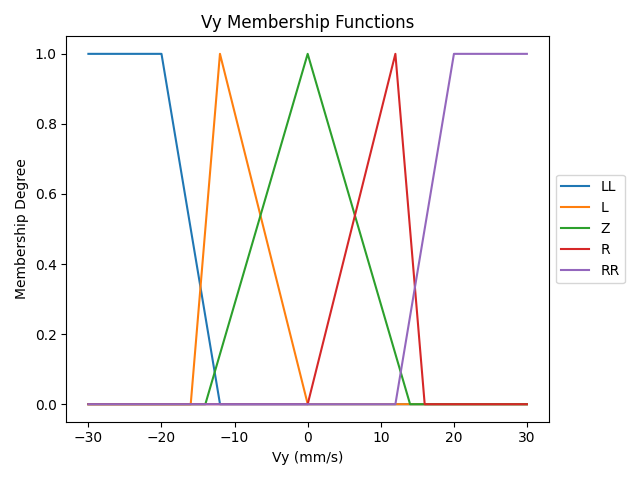 Vy Membership Functions
1.0
0.8
0.6
0.4
0.2
0.0
Membership Degree
−30
−20
−10
0
10
20
30
Vy (mm/s)
LL
L
Z
R
RR